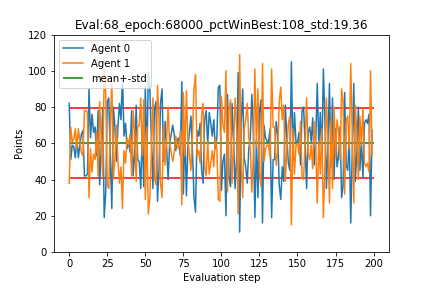 Eval:68_epoch:68000_pctWinBest:108_std:19.36
Agent 0
Agent 1
mean+-std
Points
120
100
80
60
40
20
0
0 25 50 75 100 125 150 175 200
Evaluation step